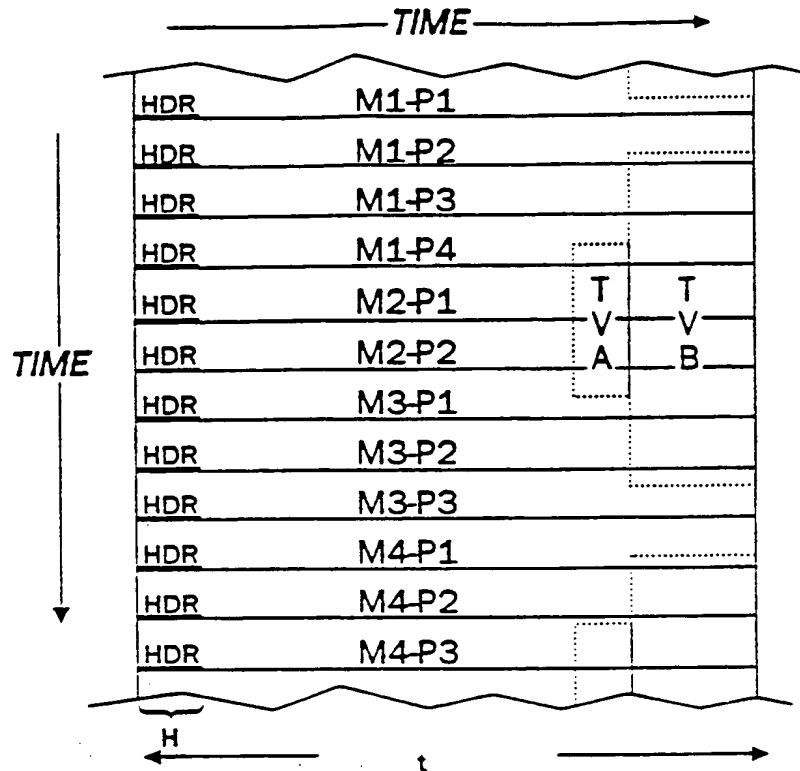 TIME
HDR M1-P1
HDR M1-P2
HDR M1-P3
HDR M1-P4
HDR M2-P1 T T
V V
TIME HDR M2-P2 A B
HDR M3-P1
HDR M3-P2
HDR M3-P3
HDR M4-P1
HDR M4-P2
HDR M4-P3
H
t